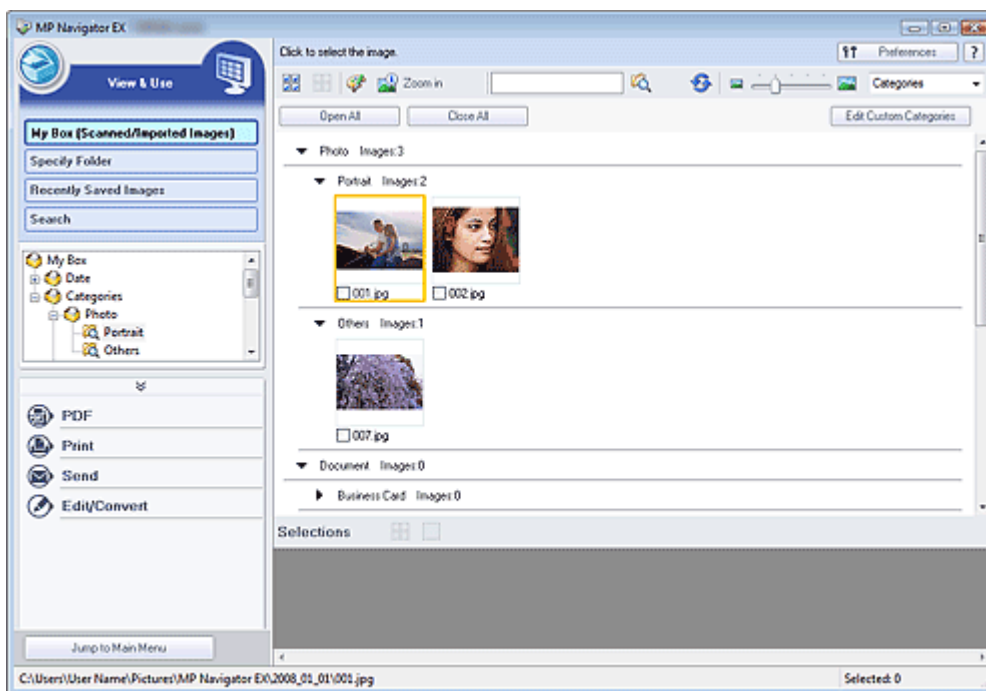 MP Navigator EX
Click to select the image.
Preferences
?
View & Use
Zoom in
Categories
Open All
Close All
Edit Custom Categories
My Box (Scanned/Imported Images)
Specify Folder
Recently Saved Images
Search
My Box
Date
Categories
Photo
Portrait
Others
PDF
Print
Send
Edit/Convert
Jump to Main Menu
Photo Images:3
Portrait Images:2
001.jpg
002.jpg
Others Images:1
007.jpg
Document Images:0
Business Card Images:0
Selections
C:\Users\User Name\Pictures\MP Navigator EX\2008_01_01\001.jpg
Selected: 0